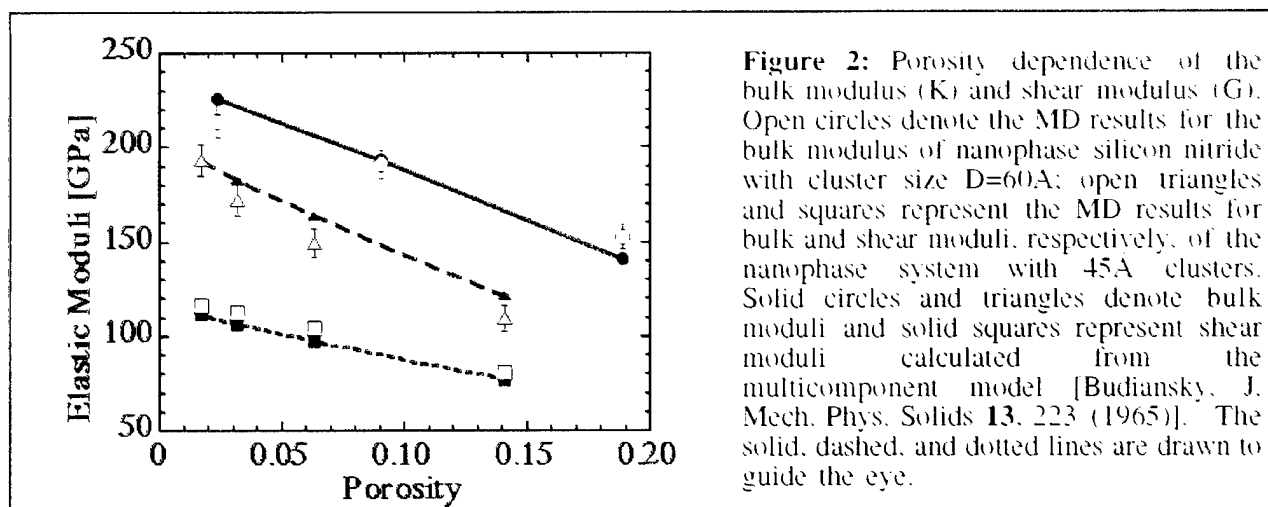 250
200
150
100
50
Elastic Moduli [GPa]
0 0.05 0.10 0.15 0.20
Porosity
Figure 2: Porosity dependence of the
bulk modulus (K) and shear modulus (G).
Open circles denote the MD results for the
bulk modulus of nanophase silicon nitride
with cluster size D=60A; open triangles
and squares represent the MD results for
bulk and shear moduli, respectively, of the
nanophase system with 45A clusters.
Solid circles and triangles denote bulk
moduli and solid squares represent shear
moduli calculated from the
multicomponent model [Budiansky, J.
Mech. Phys. Solids 13, 223 (1965)]. The
solid, dashed, and dotted lines are drawn to
guide the eye.